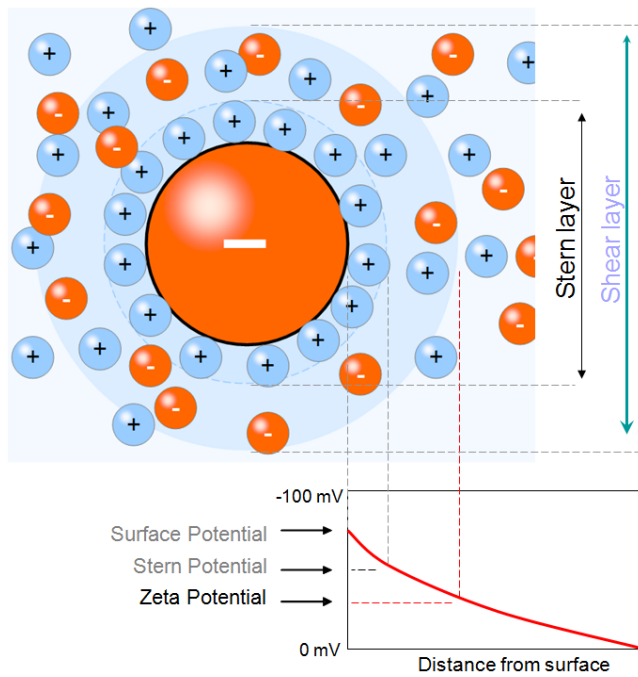 Stern layer
Shear layer
-100 mV
Surface Potential
Stern Potential
Zeta Potential
0 mV
Distance from surface